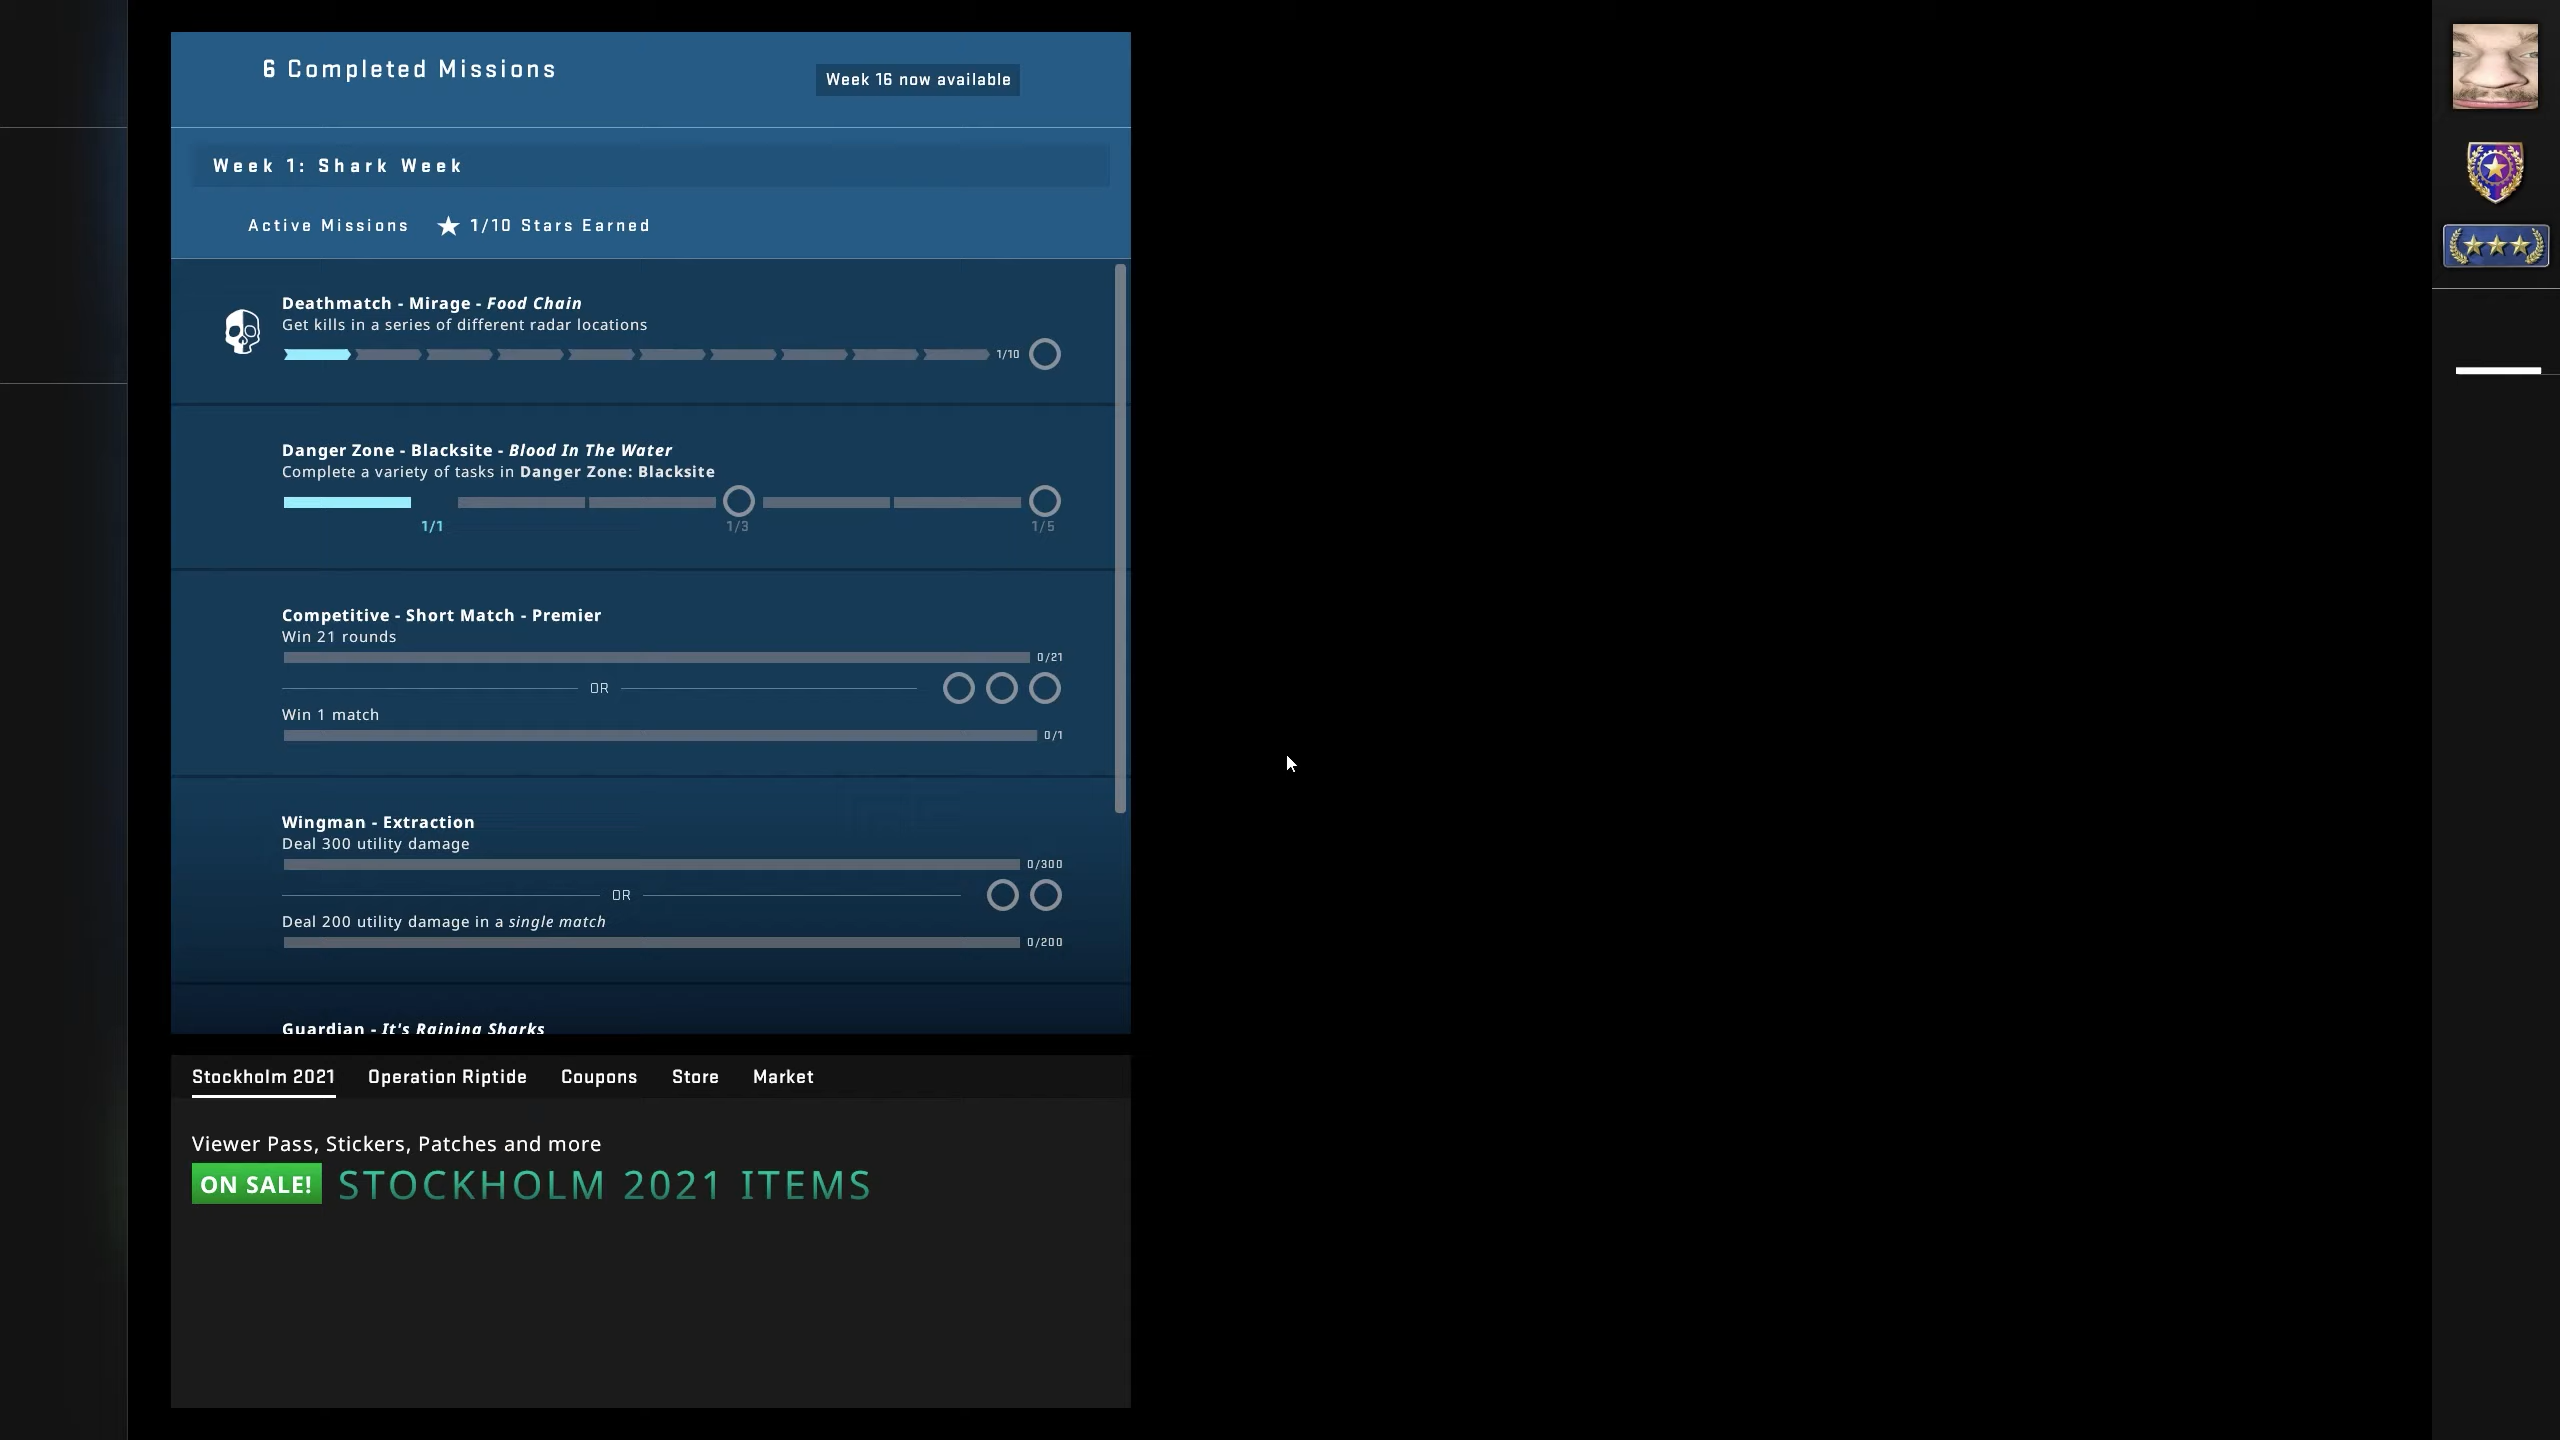 6 Completed Missions
Week 16 now available
Week 1: Shark Week
Active Missions ★ 1/10 Stars Earned
Deathmatch - Mirage - Food Chain
Get kills in a series of different radar locations
1/10
Danger Zone - Blacksite - Blood In The Water
Complete a variety of tasks in Danger Zone: Blacksite
1/1 1/3 1/5
Competitive - Short Match - Premier
Win 21 rounds
0/21
OR
Win 1 match
0/1
Wingman - Extraction
Deal 300 utility damage
0/300
OR
Deal 200 utility damage in a single match
0/200
Guardian - It's Raining Sharks
Stockholm 2021 Operation Riptide Coupons Store Market
Viewer Pass, Stickers, Patches and more
ON SALE! STOCKHOLM 2021 ITEMS